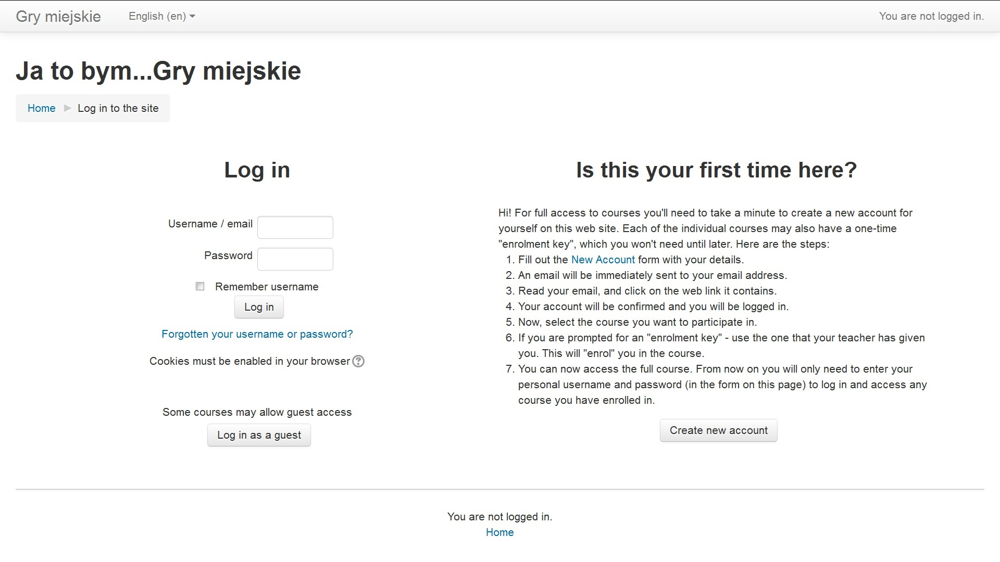 Gry miejskie
English (en)
You are not logged in.
Ja to bym...Gry miejskie
Home
Log in to the site
Log in
Username / email
Password
Remember username
Log in
Forgotten your username or password?
Cookies must be enabled in your browser
Some courses may allow guest access
Log in as a guest
Is this your first time here?
Hi! For full access to courses you'll need to take a minute to create a new account for
yourself on this web site. Each of the individual courses may also have a one-time
"enrolment key", which you won't need until later. Here are the steps:
1. Fill out the New Account form with your details.
2. An email will be immediately sent to your email address.
3. Read your email, and click on the web link it contains.
4. Your account will be confirmed and you will be logged in.
5. Now, select the course you want to participate in.
6. If you are prompted for an "enrolment key" - use the one that your teacher has given
you. This will "enrol" you in the course.
7. You can now access the full course. From now on you will only need to enter your
personal username and password (in the form on this page) to log in and access any
course you have enrolled in.
Create new account
You are not logged in.
Home